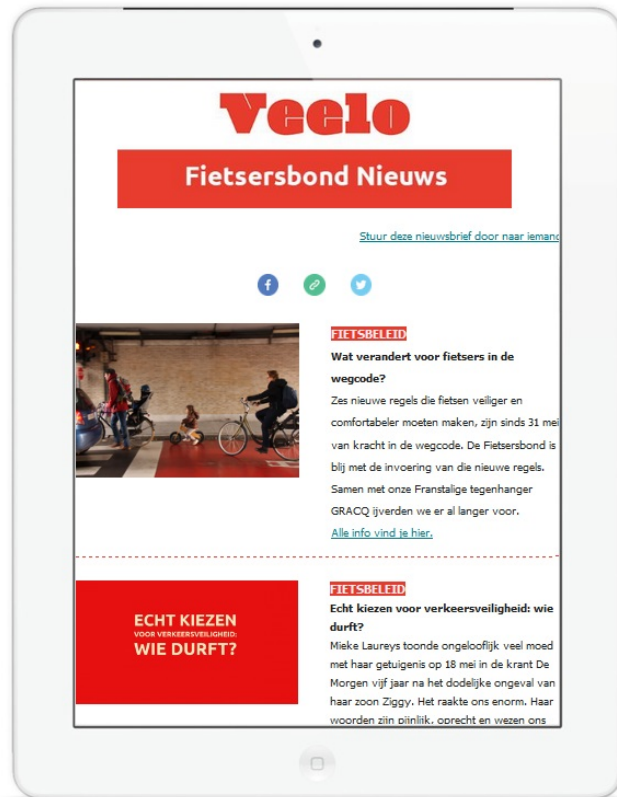 Veelo
Fietsersbond Nieuws
Stuur deze nieuwsbrief door naar iemand
FIETSBELEID
Wat verandert voor fietsers in de
wegcode?
Zes nieuwe regels die fietsen veiliger en
comfortabeler moeten maken, zijn sinds 31 mei
van kracht in de wegcode. De Fietsersbond is
blij met de invoering van die nieuwe regels.
Samen met onze Franstalige tegenhanger
GRACQ ijverden we er al langer voor.
Alle info vind je hier.
ECHT KIEZEN
VOOR VERKEERSVEILIGHEID:
WIE DURFT?
FIETSBELEID
Echt kiezen voor verkeersveiligheid: wie
durft?
Mieke Laureys toonde ongelooflijk veel moed
met haar getuigenis op 18 mei in de krant De
Morgen vijf jaar na het dodelijke ongeval van
haar zoon Ziggy. Het raakte ons enorm. Haar
woorden zijn pijnlijk, oprecht en wezen ons